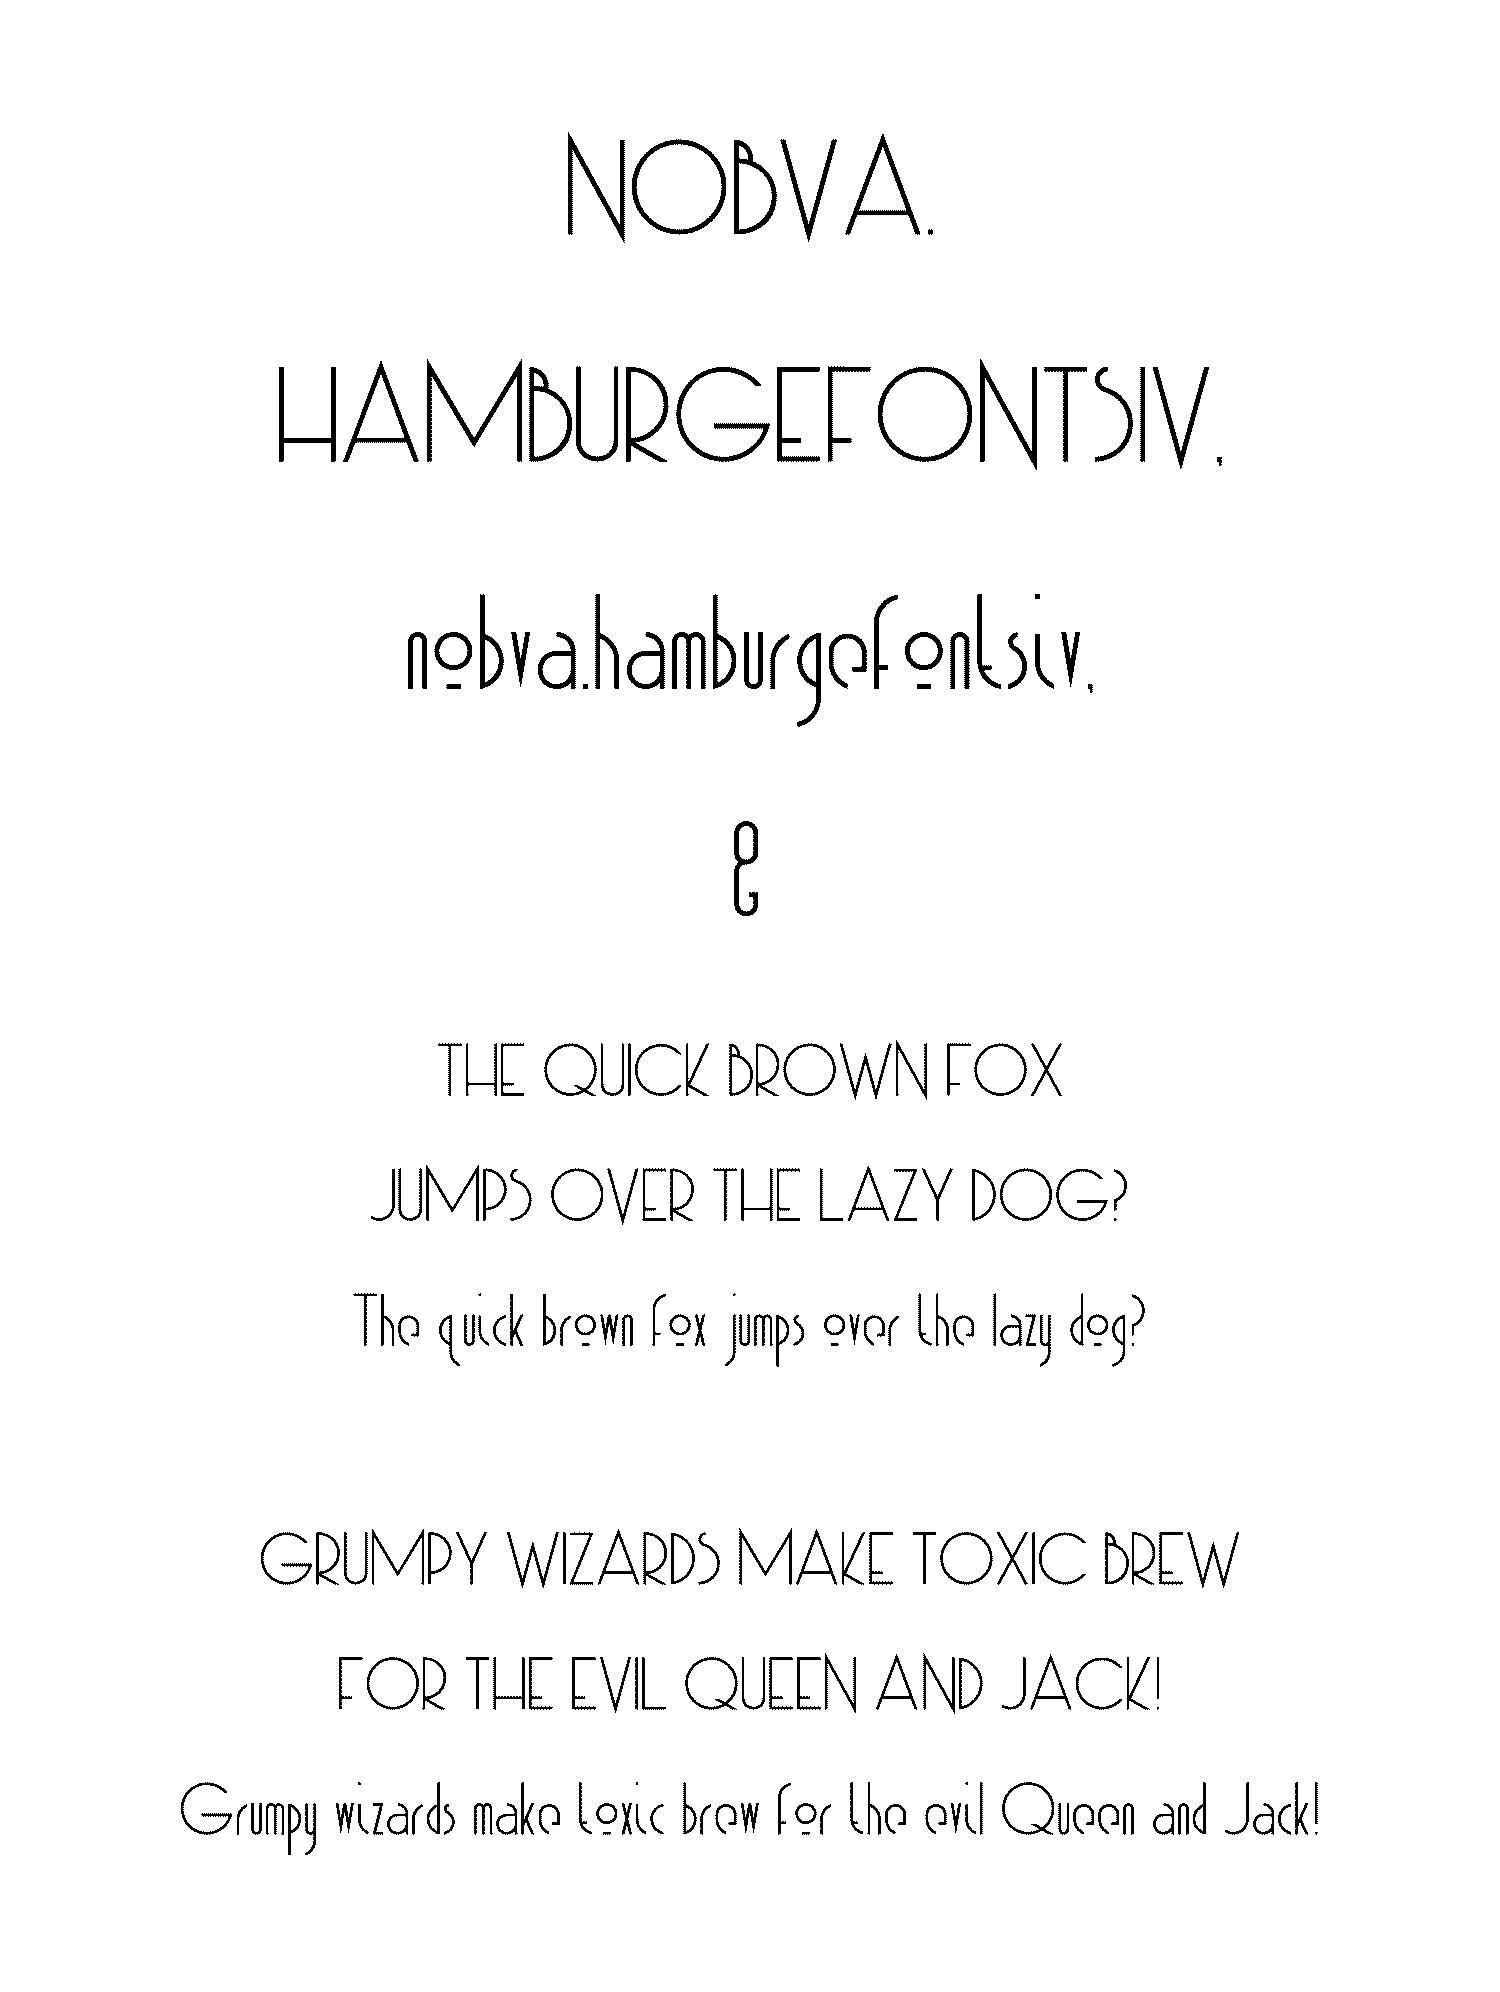 NOBVA.
HAMBURGEFONTSIV,
nobva.hamburgefontsiv,
&
THE QUICK BROWN FOX
JUMPS OVER THE LAZY DOG?
The quick brown fox jumps over the lazy dog?
GRUMPY WIZARDS MAKE TOXIC BREW
FOR THE EVIL QUEEN AND JACK!
Grumpy wizards make toxic brew for the evil Queen and Jack!